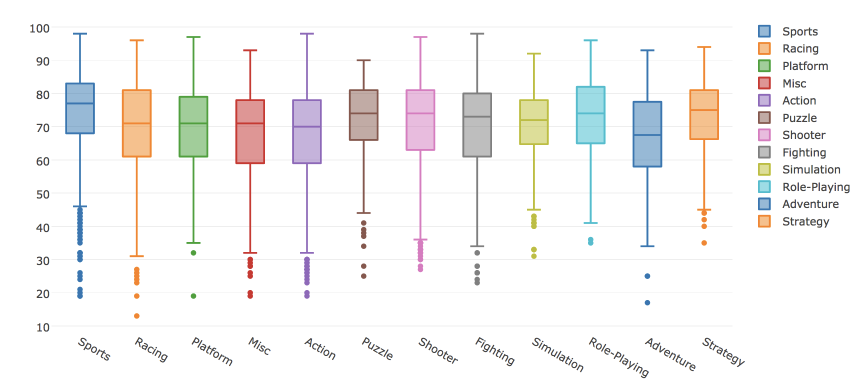 100
90
80
70
60
50
40
30
20
10
Sports
Racing
Platform
Misc
Action
Puzzle
Shooter
Fighting
Simulation
Role-Playing
Adventure
Strategy
Sports
Racing
Platform
Misc
Action
Puzzle
Shooter
Fighting
Simulation
Role-Playing
Adventure
Strategy